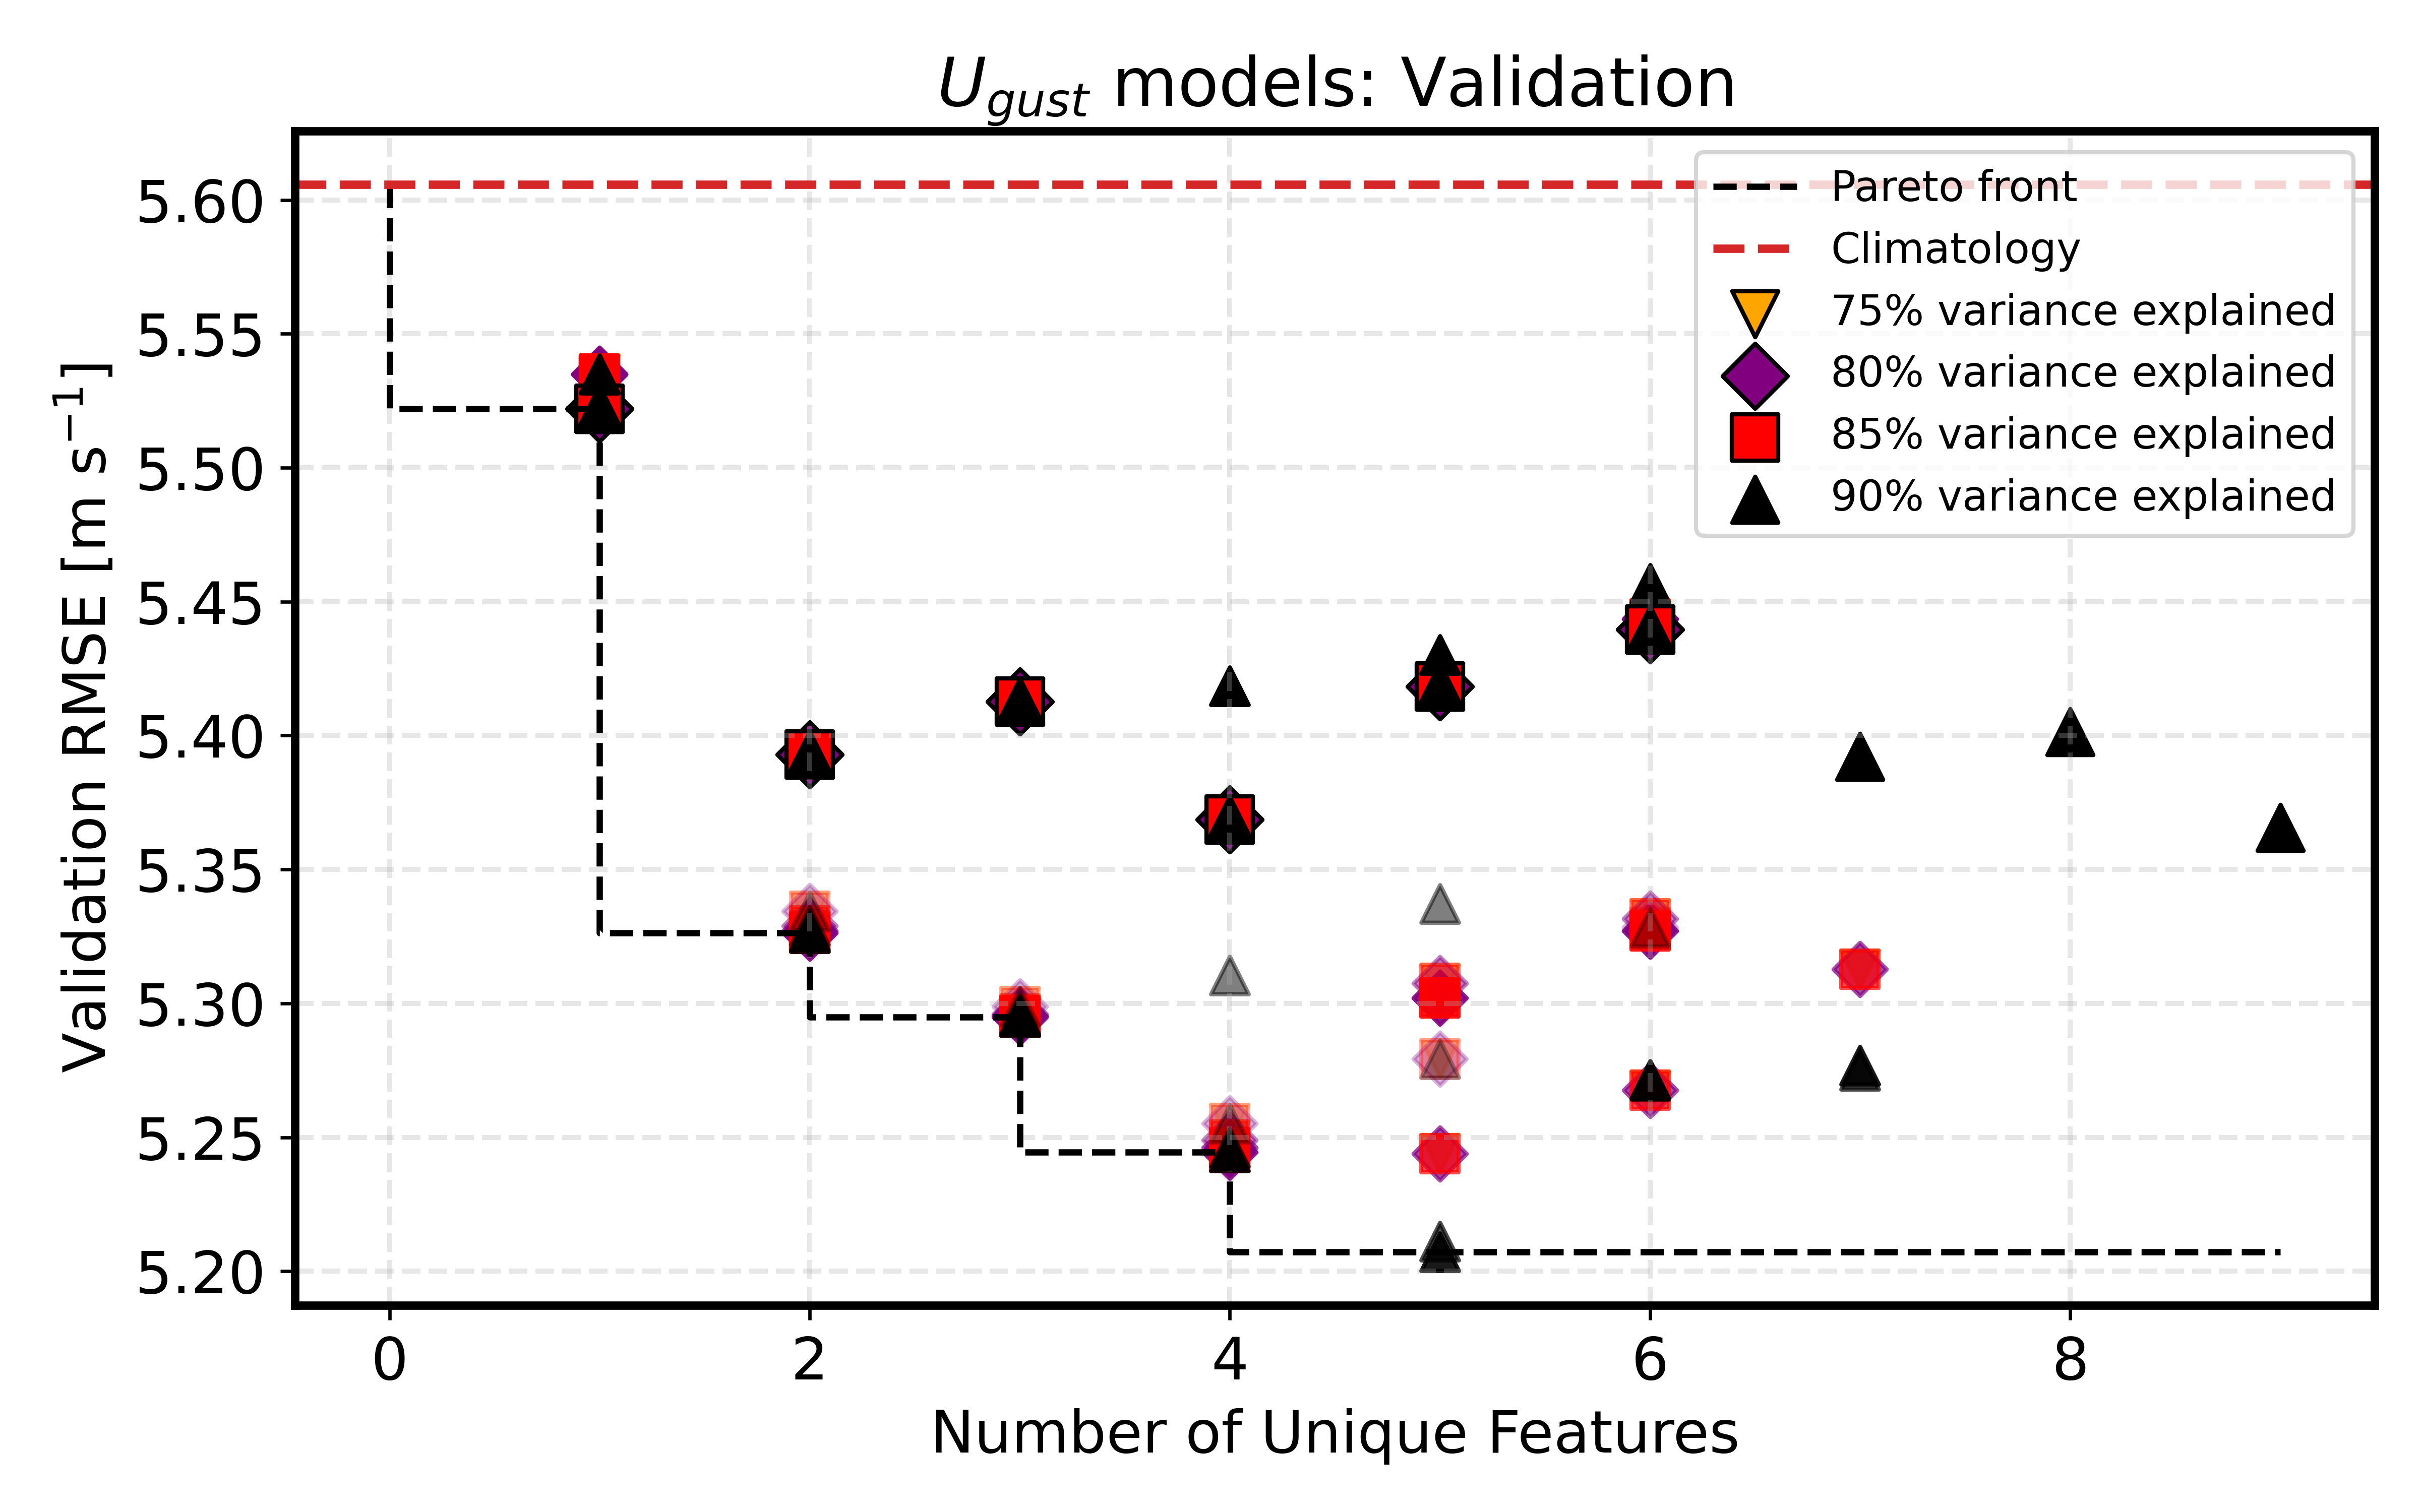 U_gust models: Validation
Validation RMSE [m s⁻¹]
5.60
5.55
5.50
5.45
5.40
5.35
5.30
5.25
5.20
Pareto front
Climatology
75% variance explained
80% variance explained
85% variance explained
90% variance explained
0 2 4 6 8
Number of Unique Features